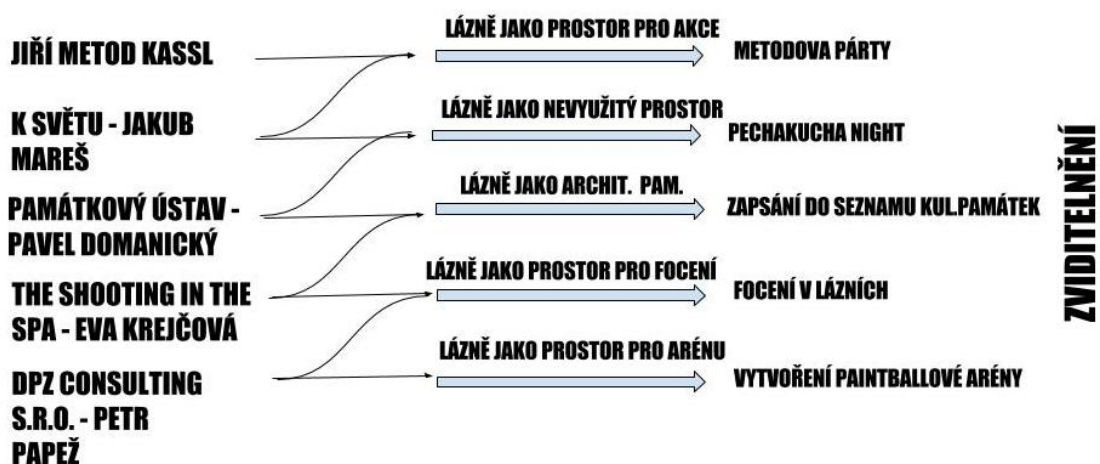 JIŘÍ METOD KASSL
K SVĚTU - JAKUB
MAREŠ
PAMÁTKOVÝ ÚSTAV -
PAVEL DOMANICKÝ
THE SHOOTING IN THE
SPA - EVA KREJČOVÁ
DPZ CONSULTING
S.R.O. - PETR
PAPEŽ
LÁZNĚ JAKO PROSTOR PRO AKCE
LÁZNĚ JAKO NEVYUŽITÝ PROSTOR
LÁZNĚ JAKO ARCHIT. PAM.
LÁZNĚ JAKO PROSTOR PRO FOCENÍ
LÁZNĚ JAKO PROSTOR PRO ARÉNU
METODOVA PÁRTY
PECHAKUCHA NIGHT
ZAPSÁNÍ DO SEZNAMU KUL.PAMÁTEK
FOCENÍ V LÁZNÍCH
VYTVOŘENÍ PAINTBALLOVÉ ARÉNY
ZVIDITELNĚNÍ